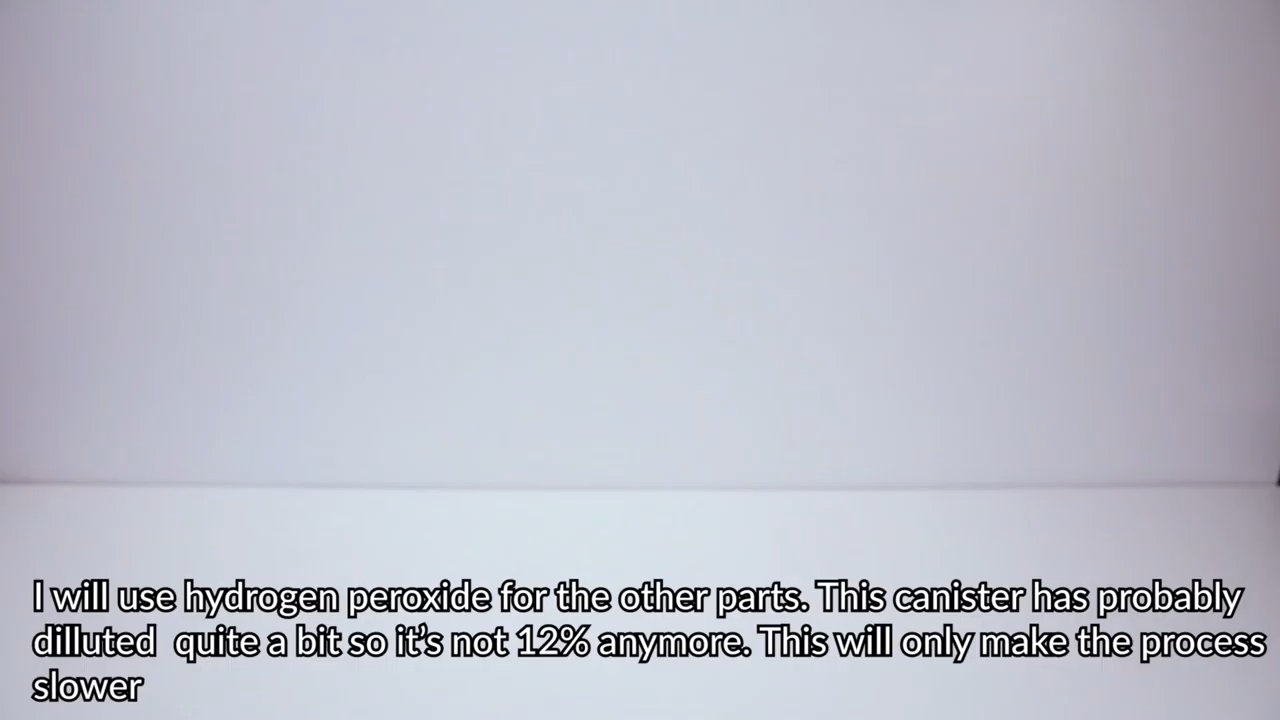 I will use hydrogen peroxide for the other parts. This canister has probably
dilluted  quite a bit so it's not 12% anymore. This will only make the process
slower